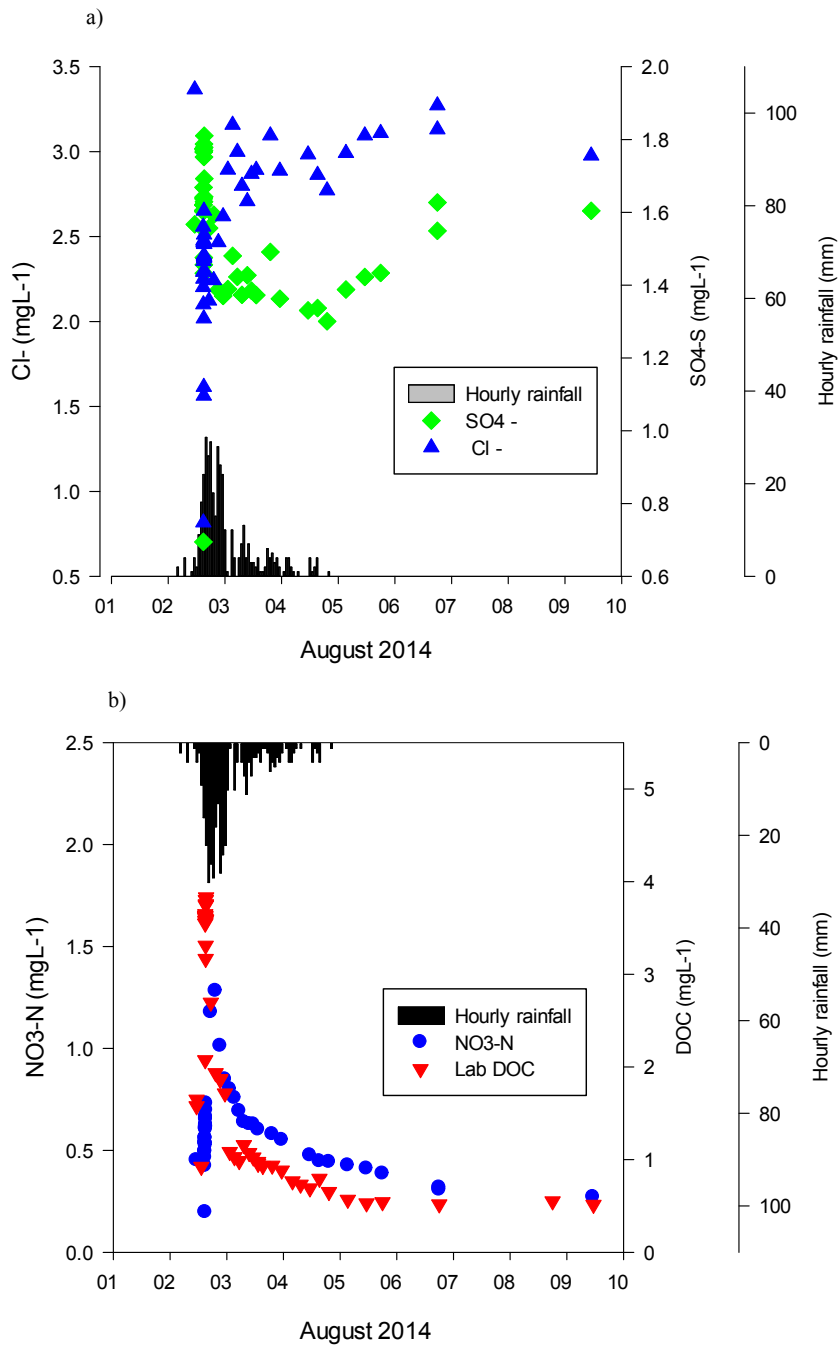 a)
3.5
3.0
2.5
2.0
1.5
1.0
0.5
Cl- (mgL-1)
2.0
1.8
1.6
1.4
1.2
1.0
0.8
0.6
SO4-S (mgL-1)
100
80
60
40
20
0
Hourly rainfall (mm)
Hourly rainfall
SO4 -
Cl -
01 02 03 04 05 06 07 08 09 10
August 2014
b)
2.5
2.0
1.5
1.0
0.5
0.0
NO3-N (mgL-1)
5
4
3
2
1
0
DOC (mgL-1)
0
20
40
60
80
100
Hourly rainfall (mm)
Hourly rainfall
NO3-N
Lab DOC
01 02 03 04 05 06 07 08 09 10
August 2014